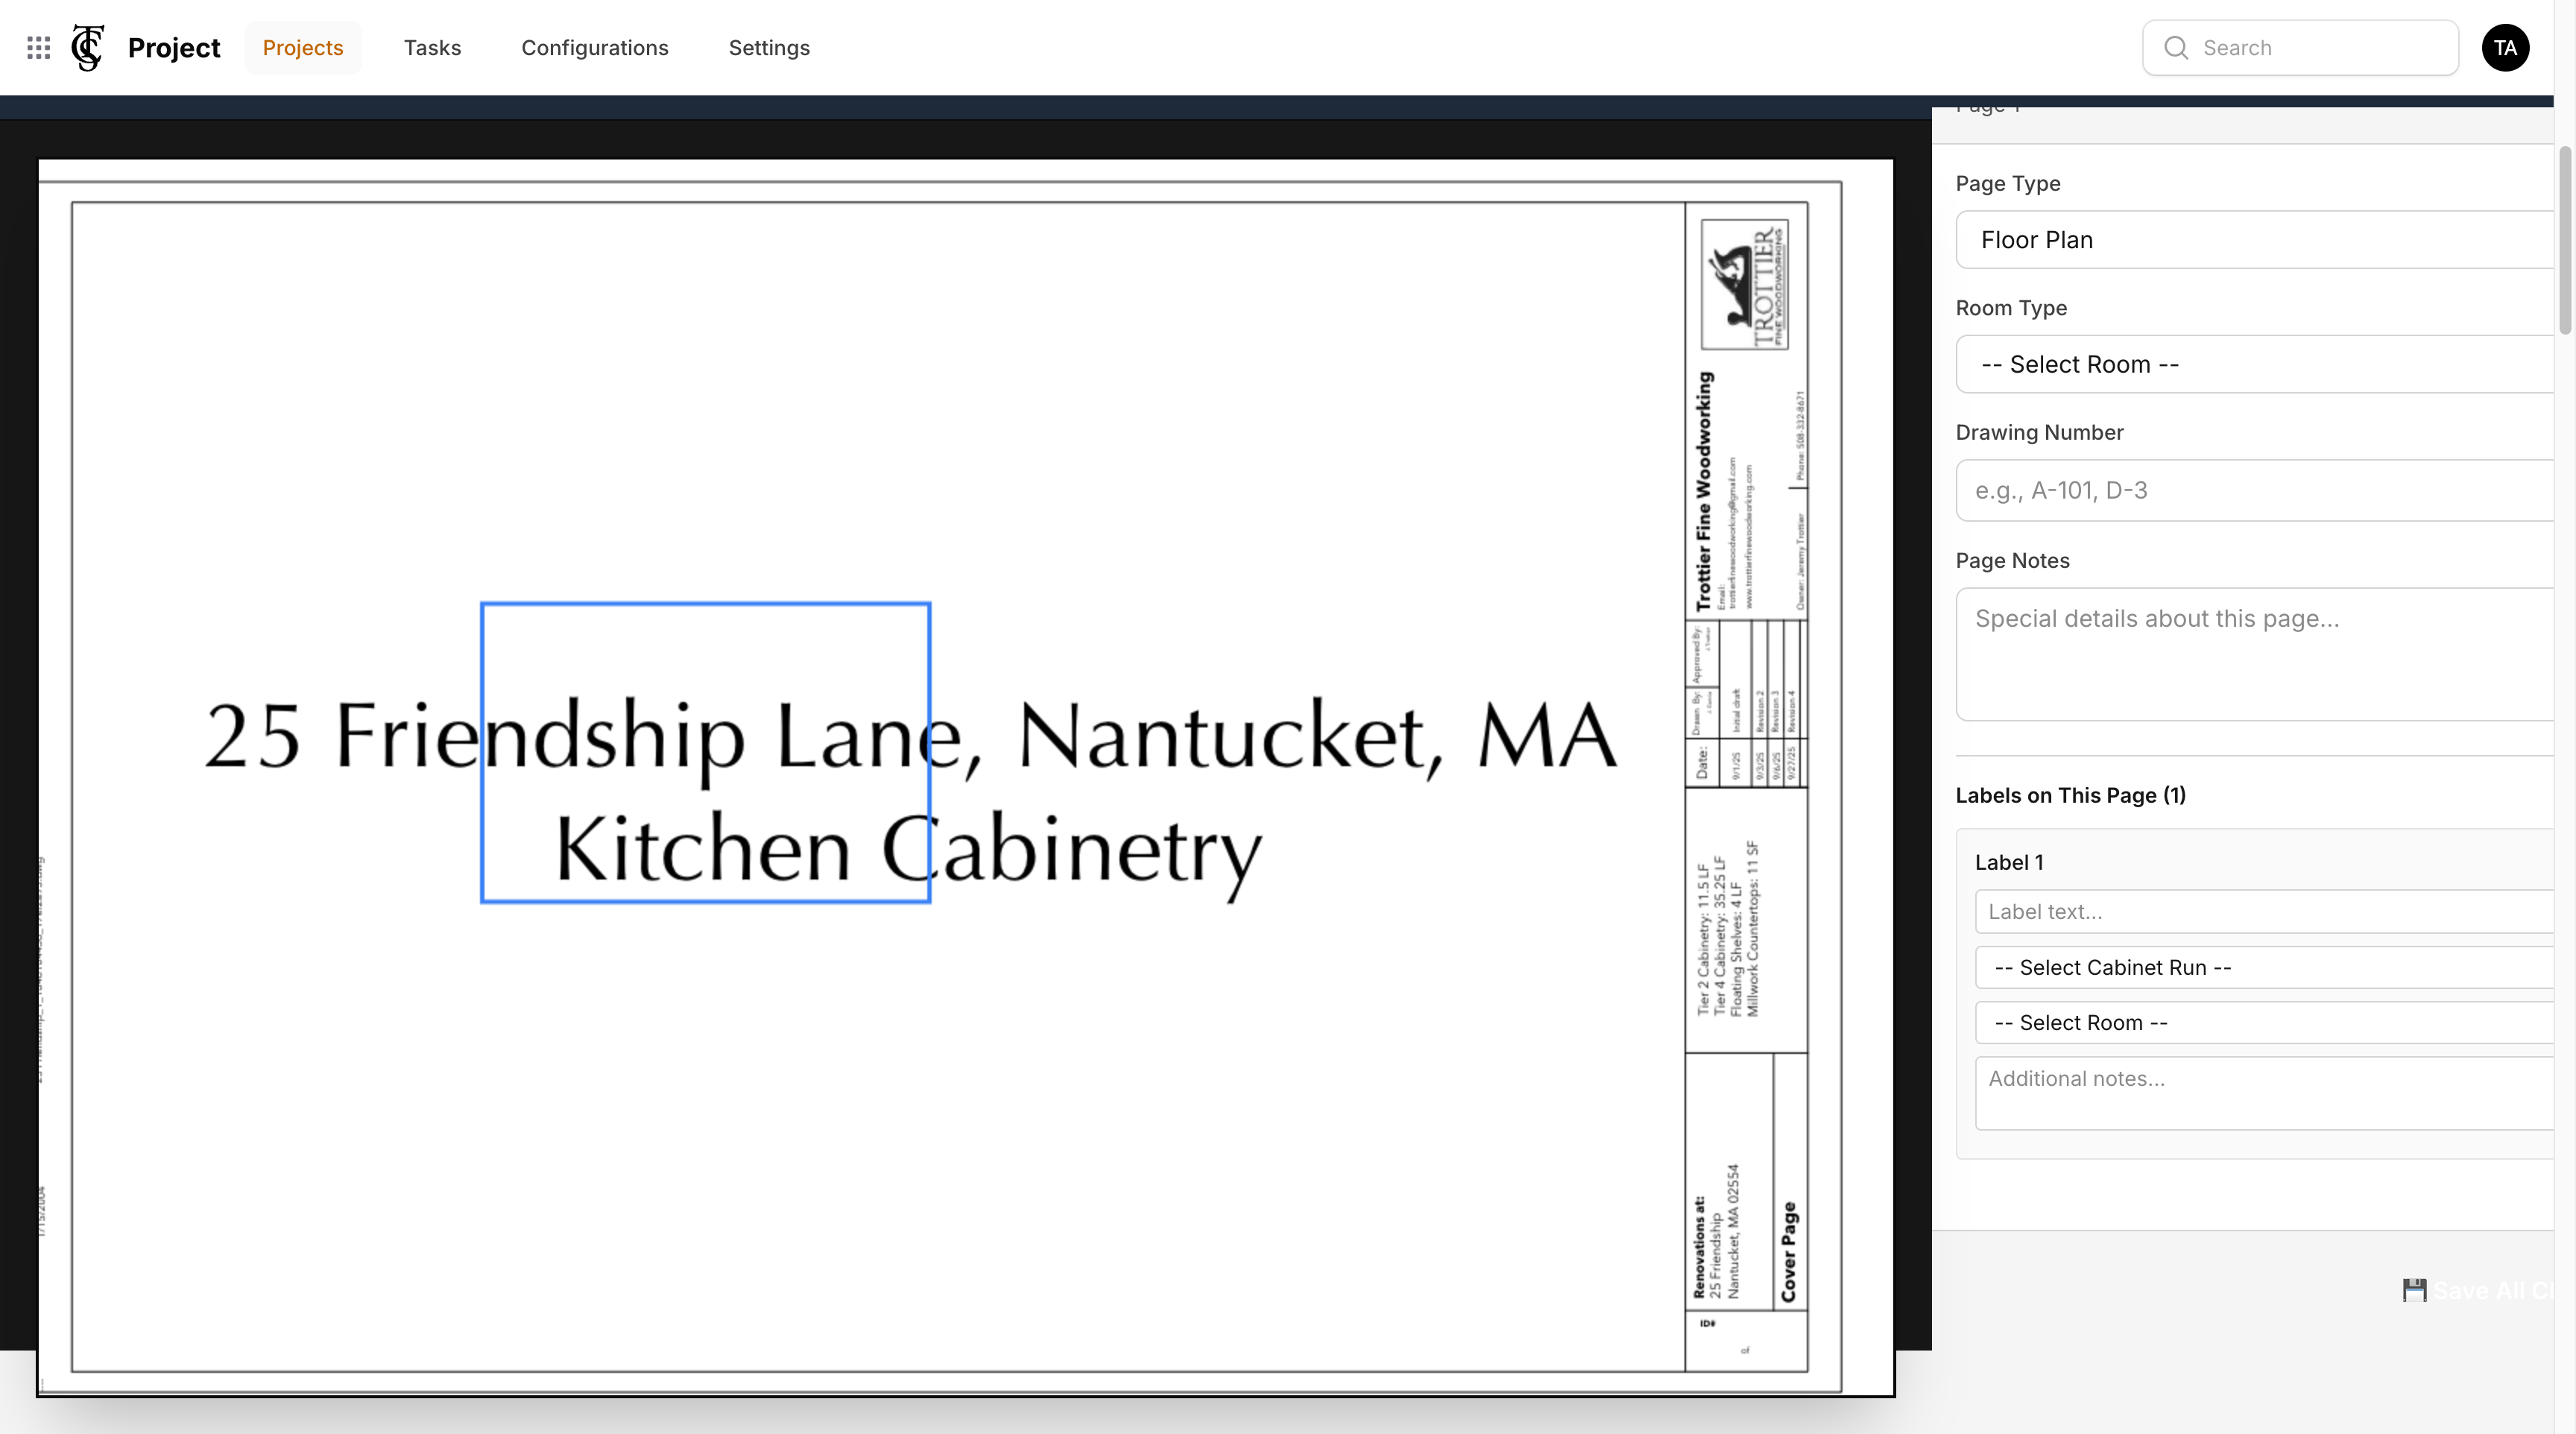 Project
Projects
Tasks
Configurations
Settings
Search
TA
Page 1
Page Type
Floor Plan
Room Type
-- Select Room --
Drawing Number
e.g., A-101, D-3
Page Notes
Special details about this page...
Labels on This Page (1)
Label 1
Label text...
-- Select Cabinet Run --
-- Select Room --
Additional notes...
Save All
25 Friendship Lane, Nantucket, MA
Kitchen Cabinetry
TROTTIER
FINE WOODWORKING
Trottier Fine Woodworking
Email:
trottierfinewoodworking@gmail.com
www.trottierfinewoodworking.com
Owner: Jeremy Trottier
Phone: 508-332-8671
Approved By:
Drawn By:
Date:
Initial draft
9/1/25
Revision 2
9/3/25
Revision 3
9/6/25
Revision 4
9/27/25
Tier 2 Cabinetry: 11.5 LF
Tier 4 Cabinetry: 35.25 LF
Floating Shelves: 4 LF
Millwork Countertops: 11 SF
Renovations at:
25 Friendship
Nantucket, MA 02554
Cover Page
ID#